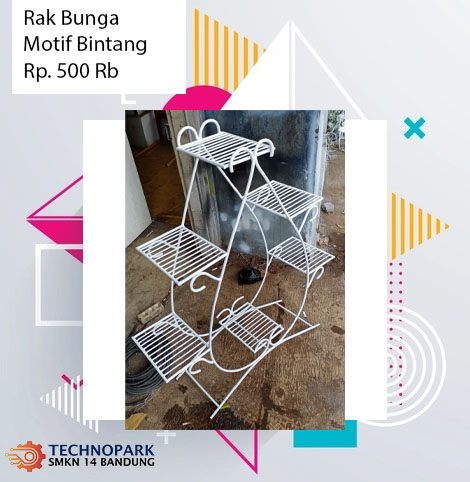 Rak Bunga
Motif Bintang
Rp. 500 Rb
TECHNOPARK
SMKN 14 BANDUNG